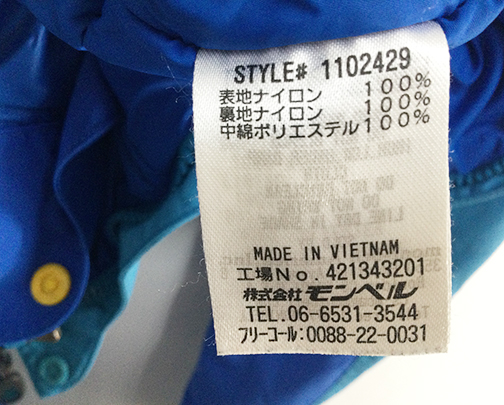 STYLE# 1102429
表地ナイロン 100%
裏地ナイロン 100%
中綿ポリエステル100%
MADE IN VIETNAM
工場No. 421343201
株式会社 モンベル
TEL.06-6531-3544
フリーコール:0088-22-0031